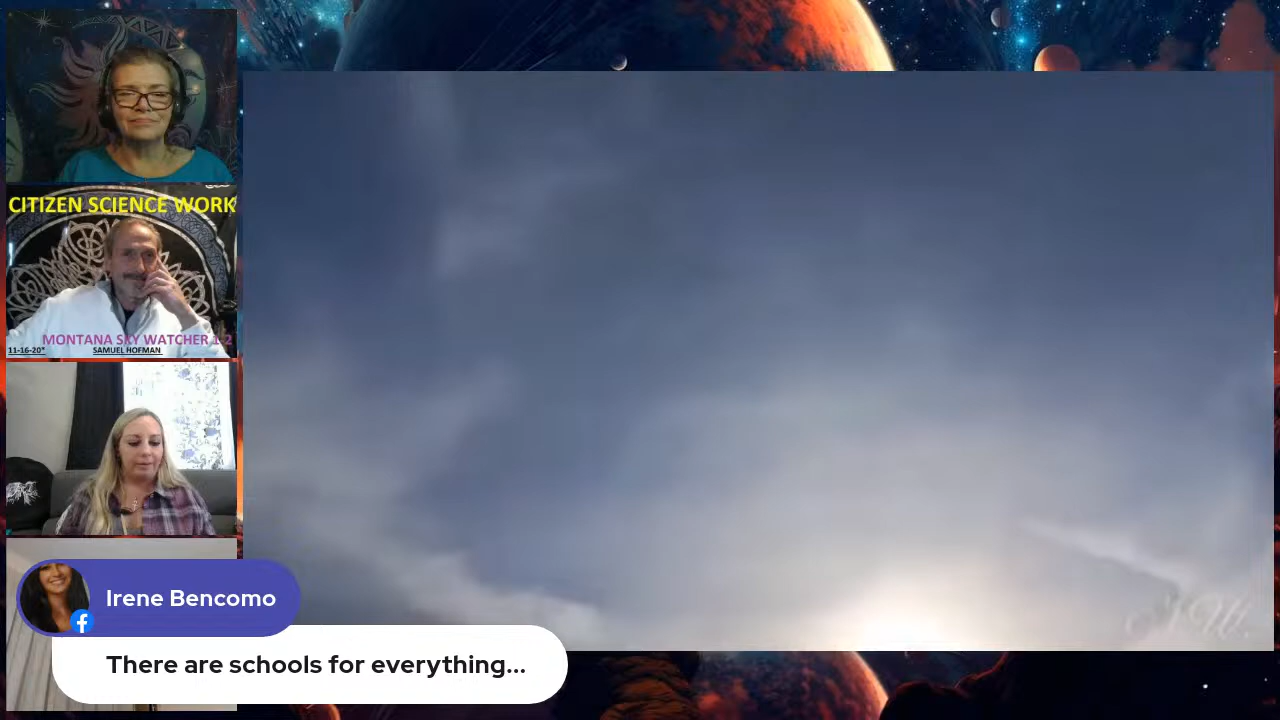 CITIZEN SCIENCE WORK
MONTANA SKY WATCHER 1 2
11-16-20*
SAMUEL HOFMAN
Irene Bencomo
There are schools for everything...